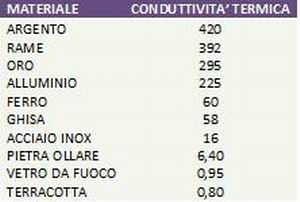 MATERIALE CONDUTTIVITA' TERMICA
ARGENTO 420
RAME 392
ORO 295
ALLUMINIO 225
FERRO 60
GHISA 58
ACCIAIO INOX 16
PIETRA OLLARE 6,40
VETRO DA FUOCO 0,95
TERRACOTTA 0,80